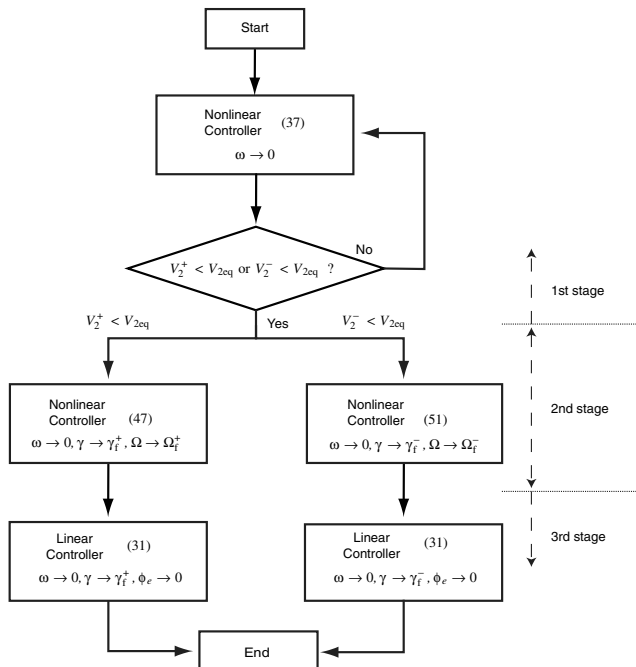 Start
Nonlinear
Controller (37)
ω → 0
No
V₂⁺ < V₂eq or V₂⁻ < V₂eq ?
1st stage
V₂⁺ < V₂eq
Yes
V₂⁻ < V₂eq
Nonlinear
Controller (47)
ω → 0, γ → γf⁺, Ω → Ωf⁺
Nonlinear
Controller (51)
ω → 0, γ → γf⁻, Ω → Ωf⁻
2nd stage
Linear
Controller (31)
ω → 0, γ → γf⁺, ϕe → 0
Linear
Controller (31)
ω → 0, γ → γf⁻, ϕe → 0
3rd stage
End